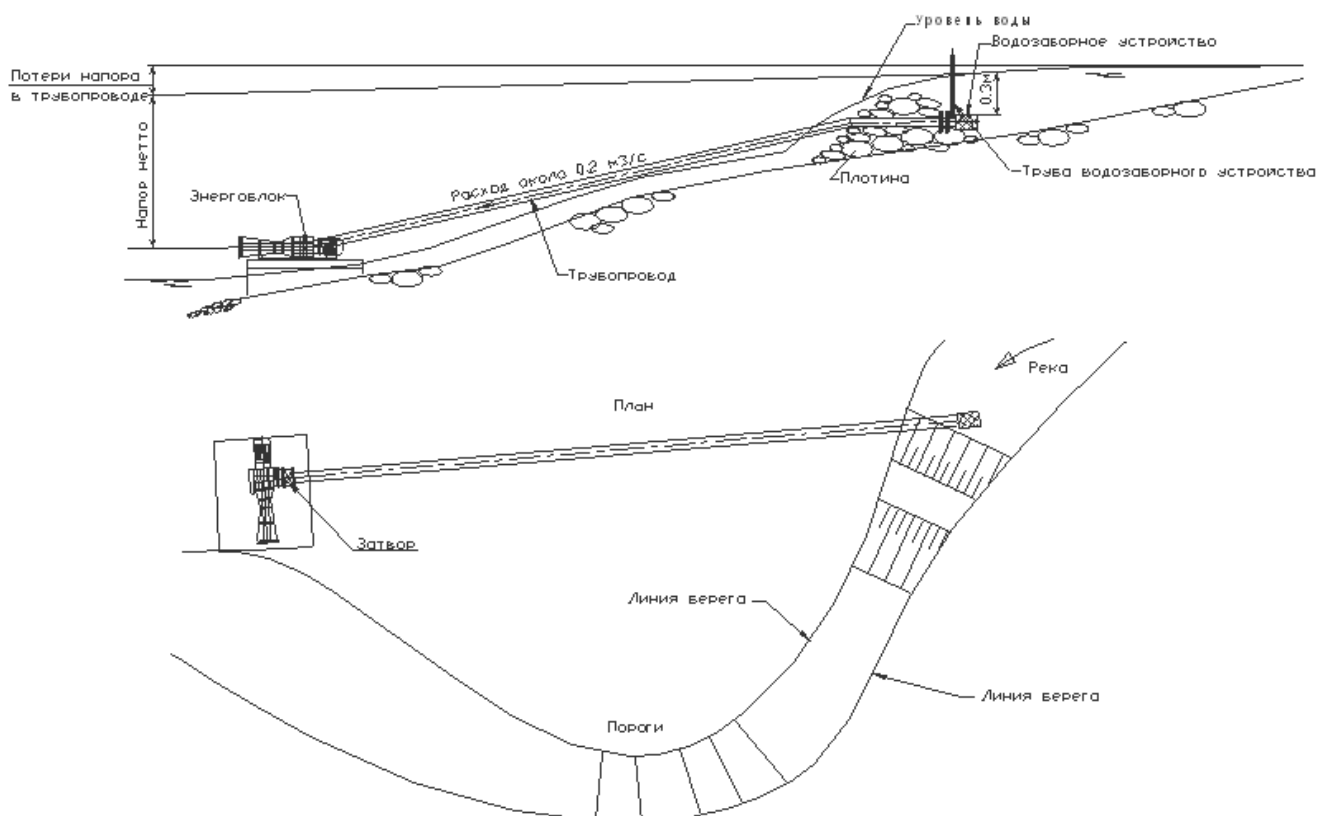 Уровень воды
Водозаборное устройство
Потери напора
в трубопроводе
0.3м
Напор нетто
Расход около 0.2 м3/с
Энергоблок
Плотина
Труба водозаборного устройства
Трубопровод
Река
План
Затвор
Линия берега
Линия берега
Пороги